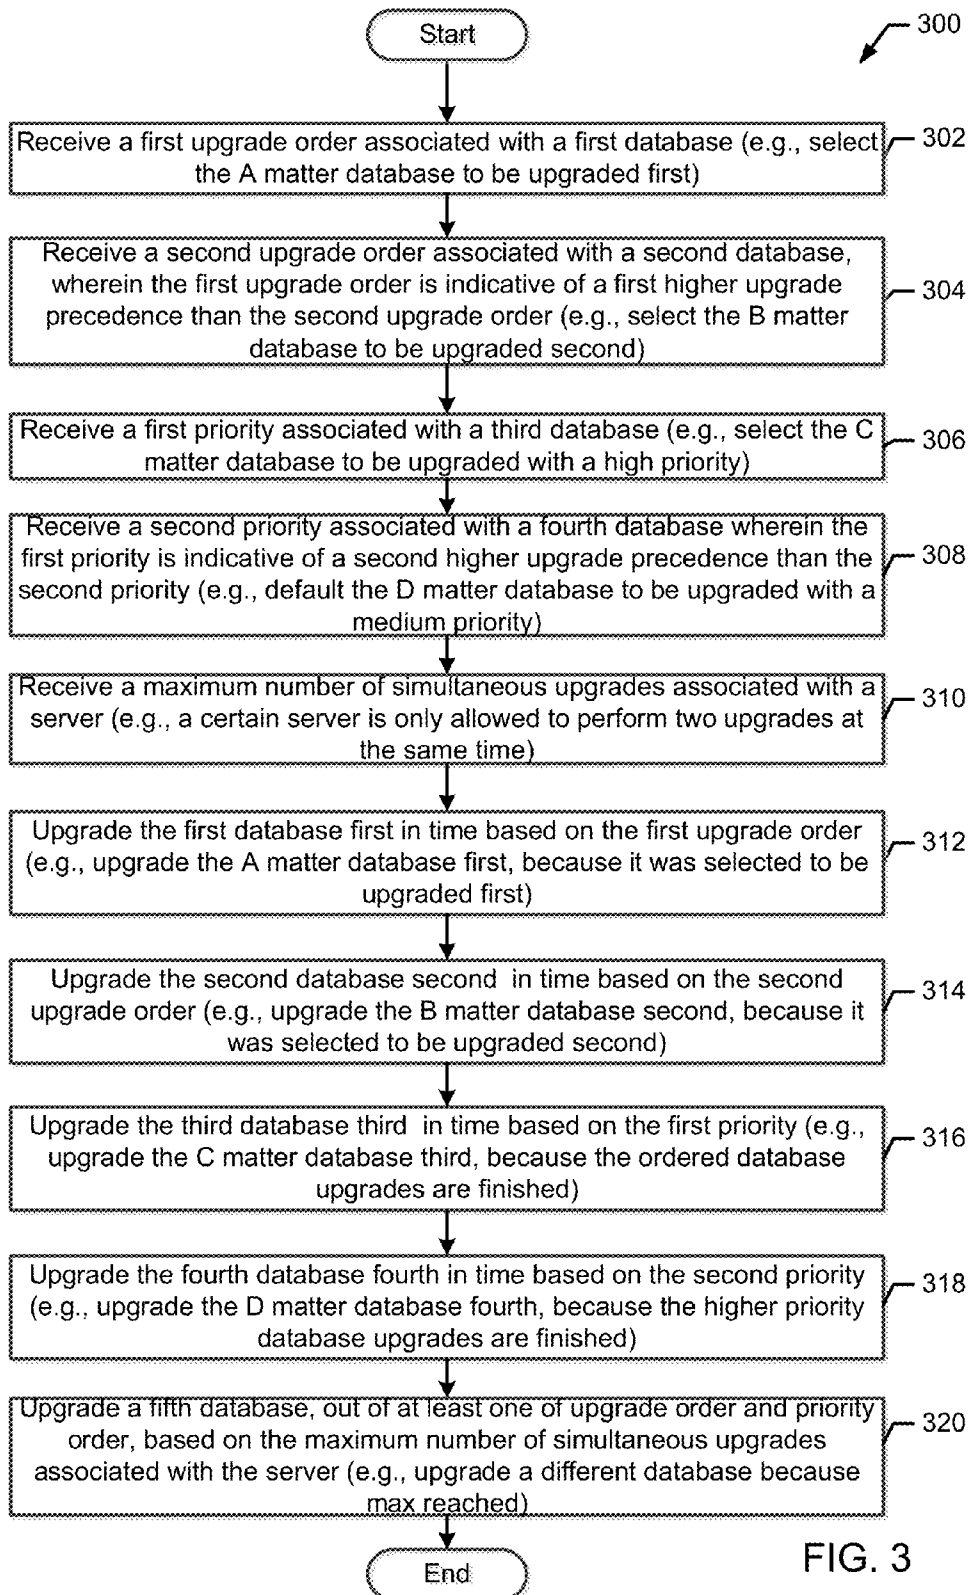 Start
300
Receive a first upgrade order associated with a first database (e.g., select
the A matter database to be upgraded first)
302
Receive a second upgrade order associated with a second database,
wherein the first upgrade order is indicative of a first higher upgrade
precedence than the second upgrade order (e.g., select the B matter
database to be upgraded second)
304
Receive a first priority associated with a third database (e.g., select the C
matter database to be upgraded with a high priority)
306
Receive a second priority associated with a fourth database wherein the
first priority is indicative of a second higher upgrade precedence than the
second priority (e.g., default the D matter database to be upgraded with a
medium priority)
308
Receive a maximum number of simultaneous upgrades associated with a
server (e.g., a certain server is only allowed to perform two upgrades at
the same time)
310
Upgrade the first database first in time based on the first upgrade order
(e.g., upgrade the A matter database first, because it was selected to be
upgraded first)
312
Upgrade the second database second in time based on the second
upgrade order (e.g., upgrade the B matter database second, because it
was selected to be upgraded second)
314
Upgrade the third database third in time based on the first priority (e.g.,
upgrade the C matter database third, because the ordered database
upgrades are finished)
316
Upgrade the fourth database fourth in time based on the second priority
(e.g., upgrade the D matter database fourth, because the higher priority
database upgrades are finished)
318
Upgrade a fifth database, out of at least one of upgrade order and priority
order, based on the maximum number of simultaneous upgrades
associated with the server (e.g., upgrade a different database because
max reached)
320
End
FIG. 3